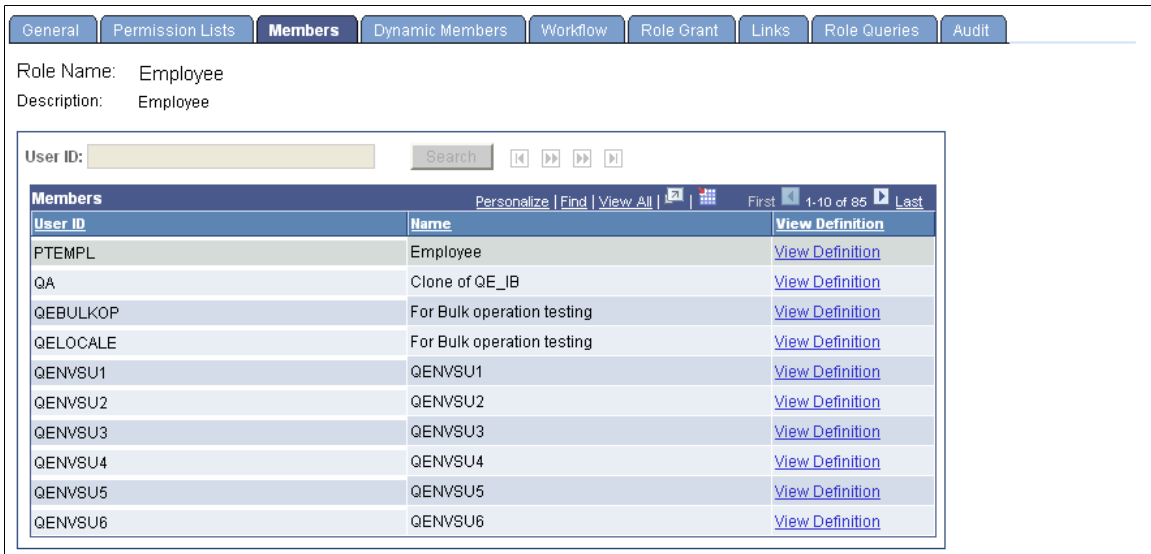 General Permission Lists Members Dynamic Members Workflow Role Grant Links Role Queries Audit
Role Name: Employee
Description: Employee
User ID: Search
Members Personalize | Find | View All | | First 1-10 of 85 Last
User ID Name View Definition
PTEMPL Employee View Definition
QA Clone of QE_IB View Definition
QEBULKOP For Bulk operation testing View Definition
QELOCALE For Bulk operation testing View Definition
QENVSU1 QENVSU1 View Definition
QENVSU2 QENVSU2 View Definition
QENVSU3 QENVSU3 View Definition
QENVSU4 QENVSU4 View Definition
QENVSU5 QENVSU5 View Definition
QENVSU6 QENVSU6 View Definition